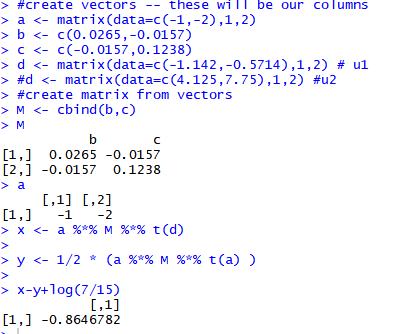 > #create vectors -- these will be our columns
> a <- matrix(data=c(-1,-2),1,2)
> b <- c(0.0265,-0.0157)
> c <- c(-0.0157,0.1238)
> d <- matrix(data=c(-1.142,-0.5714),1,2) # u1
> #d <- matrix(data=c(4.125,7.75),1,2) #u2
> #create matrix from vectors
> M <- cbind(b,c)
> M
b c
[1,] 0.0265 -0.0157
[2,] -0.0157 0.1238
> a
[,1] [,2]
[1,] -1 -2
> x <- a %*% M %*% t(d)
>
> y <- 1/2 * (a %*% M %*% t(a) )
>
> x-y+log(7/15)
[,1]
[1,] -0.8646782
>